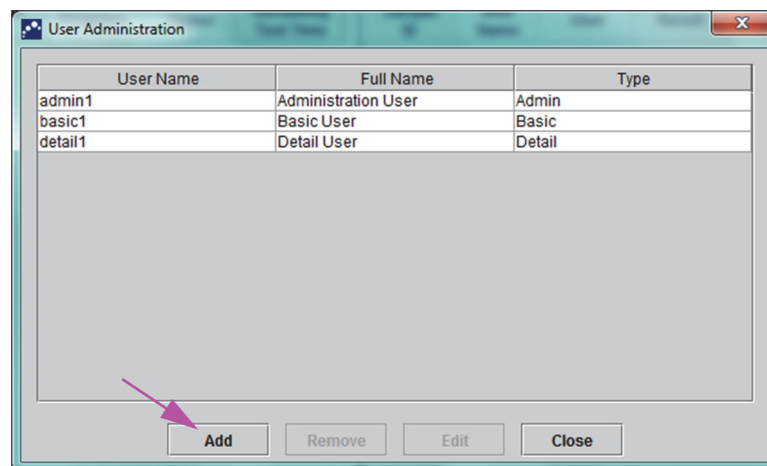 User Administration
User Name Full Name Type
admin1 Administration User Admin
basic1 Basic User Basic
detail1 Detail User Detail
Add Remove Edit Close